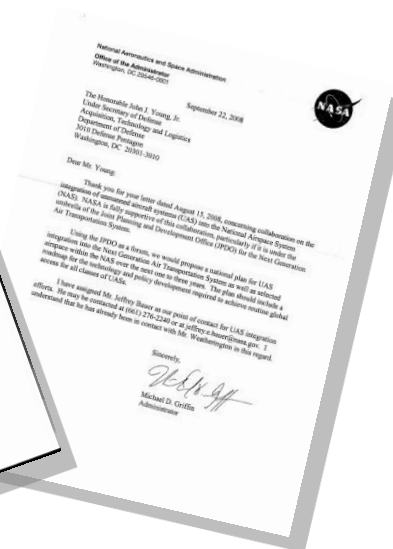 National Aeronautics and Space Administration
Office of the Administrator
Washington, DC 20546-0001
NASA
September 22, 2008
The Honorable John J. Young, Jr.
Under Secretary of Defense
Acquisition, Technology and Logistics
Department of Defense
3010 Defense Pentagon
Washington, DC 20301-3010
Dear Mr. Young:
Thank you for your letter dated August 15, 2008, concerning collaboration on the
integration of unmanned aircraft systems (UAS) into the National Airspace System
(NAS). NASA is fully supportive of this collaboration, particularly if it is under the
umbrella of the Joint Planning and Development Office (JPDO) for the Next Generation
Air Transportation System.
Using the JPDO as a forum, we would propose a national plan for UAS
integration into the Next Generation Air Transportation System as well as selected
airspace within the NAS over the next one to three years. The plan should include a
roadmap for the technology and policy development required to achieve routine global
access for all classes of UASs.
I have assigned Mr. Jeffrey Bauer as our point of contact for UAS integration
efforts. He may be contacted at (661) 276-2240 or at jeffrey.e.bauer@nasa.gov. I
understand that he has already been in contact with Mr. Weatherington in this regard.
Sincerely,
Michael D. Griffin
Administrator